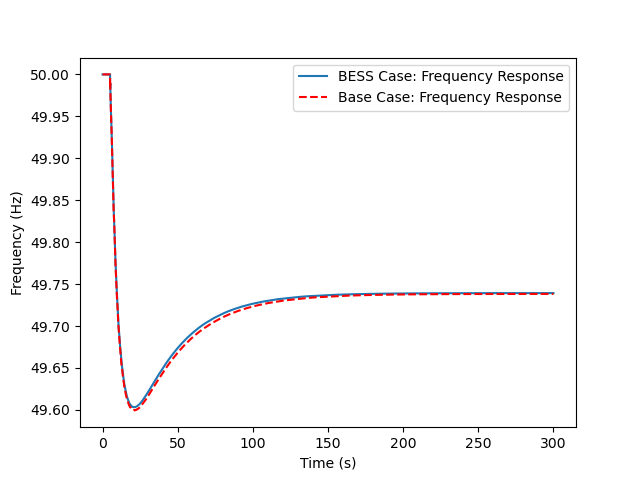 BESS Case: Frequency Response
Base Case: Frequency Response
Frequency (Hz)
50.00
49.95
49.90
49.85
49.80
49.75
49.70
49.65
49.60
0 50 100 150 200 250 300
Time (s)